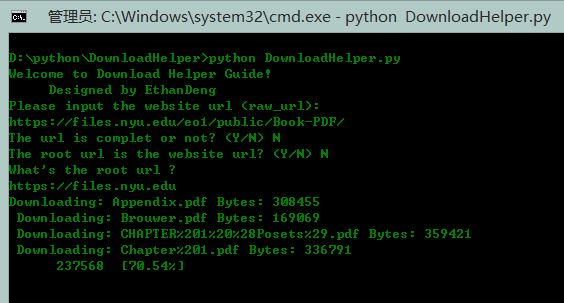 管理员: C:\Windows\system32\cmd.exe - python  DownloadHelper.py
D:\python\DownloadHelper>python DownloadHelper.py
Welcome to Download Helper Guide!
     Designed by EthanDeng
Please input the website url (raw_url):
https://files.nyu.edu/eo1/public/Book-PDF/
The url is complet or not? (Y/N) N
The root url is the website url? (Y/N) N
What's the root url ?
https://files.nyu.edu
Downloading: Appendix.pdf Bytes: 308455
 Downloading: Brouwer.pdf Bytes: 169069
 Downloading: CHAPTER%201%20%28Posets%29.pdf Bytes: 359421
 Downloading: Chapter%201.pdf Bytes: 336791
      237568  [70.54%]